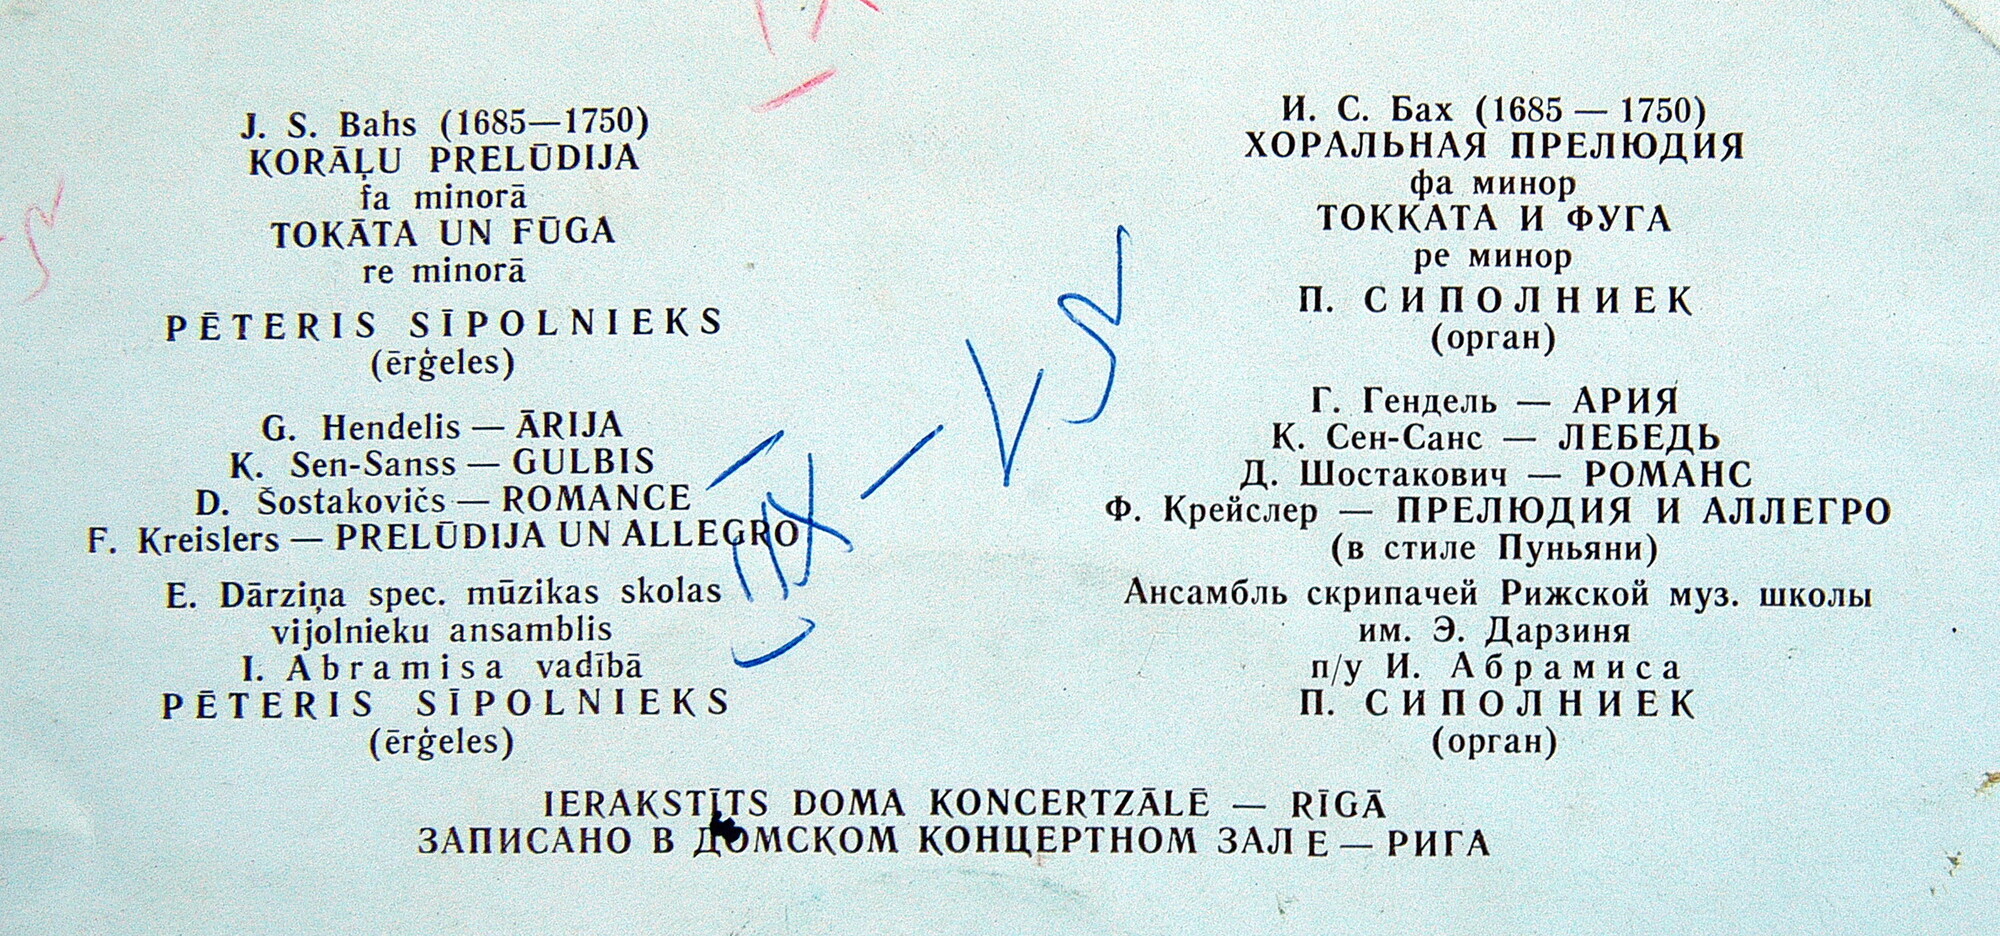 J. S. Bahs (1685—1750)
KORĀĻU PRELŪDIJA
fa minorā
TOKĀTA UN FŪGA
re minorā
PĒTERIS SĪPOLNIEKS
(ērģeles)
G. Hendelis — ĀRIJA
K. Sen-Sanss — GULBIS
D. Šostakovičs — ROMANCE
F. Kreislers — PRELŪDIJA UN ALLEGRO
E. Dārziņa spec. mūzikas skolas
vijolnieku ansamblis
I. Abramisa vadībā
PĒTERIS SĪPOLNIEKS
(ērģeles)
И. С. Бах (1685 — 1750)
ХОРАЛЬНАЯ ПРЕЛЮДИЯ
фа минор
ТОККАТА И ФУГА
ре минор
П. СИПОЛНИЕК
(орган)
Г. Гендель — АРИЯ
К. Сен-Санс — ЛЕБЕДЬ
Д. Шостакович — РОМАНС
Ф. Крейслер — ПРЕЛЮДИЯ И АЛЛЕГРО
(в стиле Пуньяни)
Ансамбль скрипачей Рижской муз. школы
им. Э. Дарзиня
п/у И. Абрамиса
П. СИПОЛНИЕК
(орган)
IERAKSTĪTS DOMA KONCERTZĀLĒ — RĪGĀ
ЗАПИСАНО В ДОМСКОМ КОНЦЕРТНОМ ЗАЛЕ — РИГА